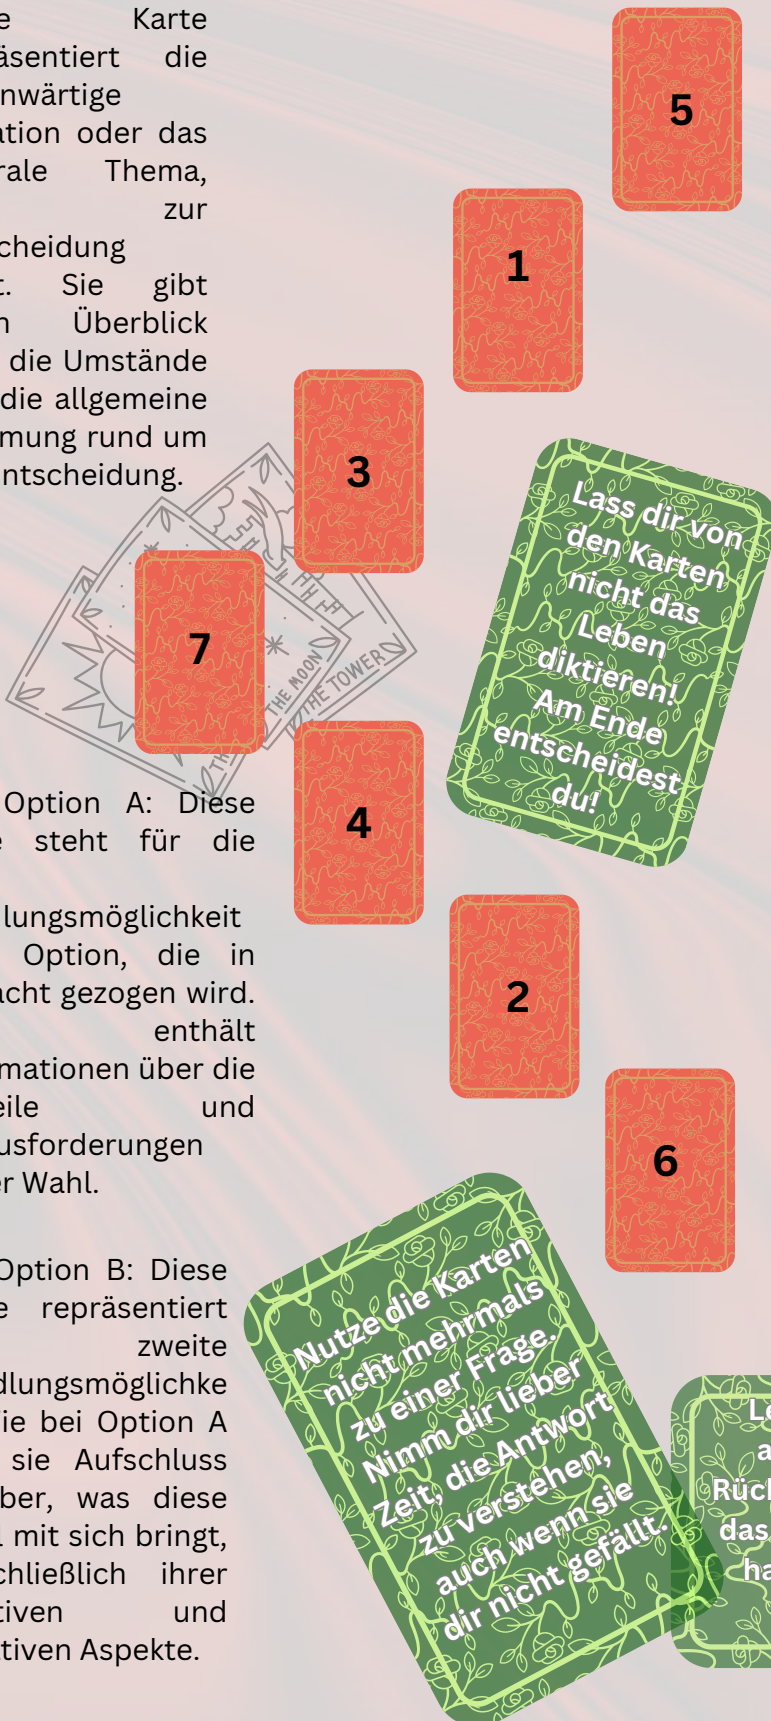 e Karte
äsentiert die
nwärtige
ation oder das
rale Thema,
zur
cheidung
t. Sie gibt
n Überblick
die Umstände
die allgemeine
mung rund um
ntscheidung.
5
1
3
7
4
2
6
THE MOON
THE TOWER
Lass dir von
den Karten
nicht das
Leben
diktieren!
Am Ende
entscheidest
du!
Option A: Diese
e steht für die
lungsmöglichkeit
Option, die in
acht gezogen wird.
enthält
mationen über die
eile und
usforderungen
er Wahl.
Option B: Diese
e repräsentiert
zweite
dlungsmöglichke
ie bei Option A
sie Aufschluss
ber, was diese
l mit sich bringt,
chließlich ihrer
tiven und
tiven Aspekte.
Nutze die Karten
nicht mehrmals
zu einer Frage.
Nimm dir lieber
Zeit, die Antwort
zu verstehen,
auch wenn sie
dir nicht gefällt.
Le
a
Rück
das
ha